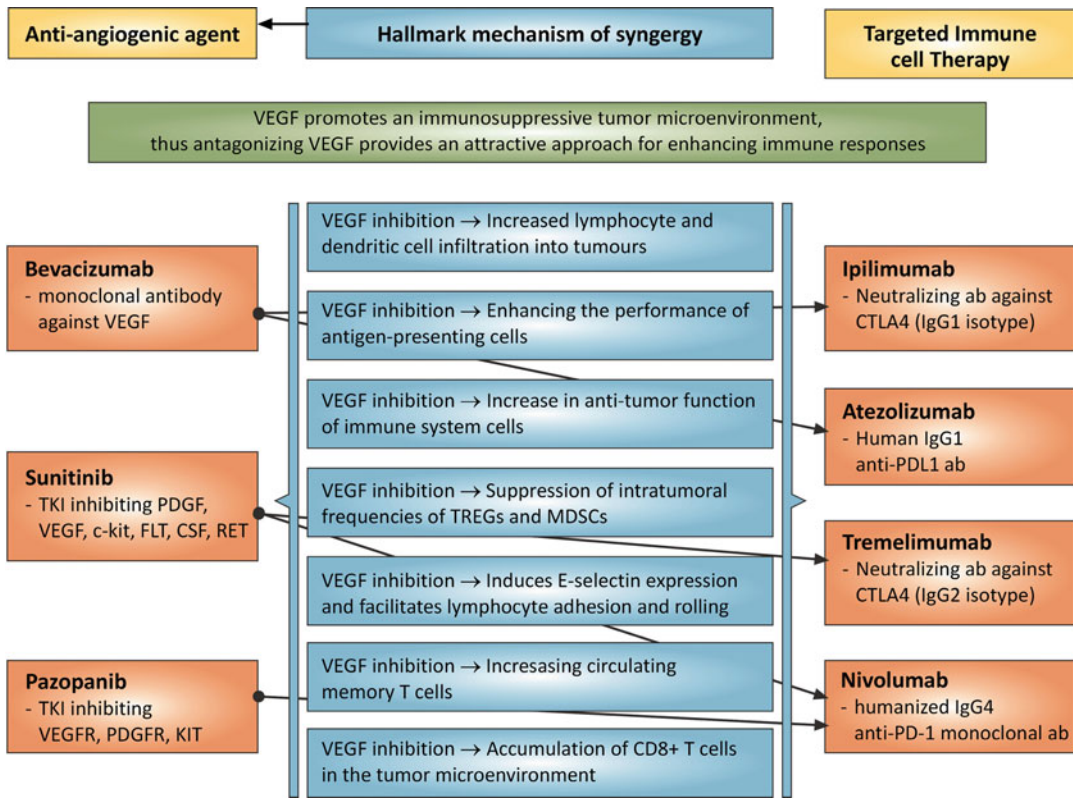 Anti-angiogenic agent
Hallmark mechanism of syngergy
Targeted Immune
cell Therapy
VEGF promotes an immunosuppressive tumor microenvironment,
thus antagonizing VEGF provides an attractive approach for enhancing immune responses
Bevacizumab
- monoclonal antibody
against VEGF
Sunitinib
- TKI inhibiting PDGF,
VEGF, c-kit, FLT, CSF, RET
Pazopanib
- TKI inhibiting
VEGFR, PDGFR, KIT
VEGF inhibition → Increased lymphocyte and
dendritic cell infiltration into tumours
VEGF inhibition → Enhancing the performance of
antigen-presenting cells
VEGF inhibition → Increase in anti-tumor function
of immune system cells
VEGF inhibition → Suppression of intratumoral
frequencies of TREGs and MDSCs
VEGF inhibition → Induces E-selectin expression
and facilitates lymphocyte adhesion and rolling
VEGF inhibition → Incresasing circulating
memory T cells
VEGF inhibition → Accumulation of CD8+ T cells
in the tumor microenvironment
Ipilimumab
- Neutralizing ab against
CTLA4 (IgG1 isotype)
Atezolizumab
- Human IgG1
anti-PDL1 ab
Tremelimumab
- Neutralizing ab against
CTLA4 (IgG2 isotype)
Nivolumab
- humanized IgG4
anti-PD-1 monoclonal ab